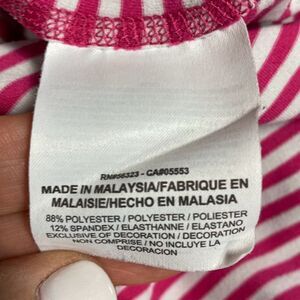 RN#56323 - CA#05553
MADE IN MALAYSIA/FABRIQUE EN
MALAISIE/HECHO EN MALASIA
88% POLYESTER / POLYESTER / POLIESTER
12% SPANDEX / ELASTHANNE / ELASTANO
EXCLUSIVE OF DECORATION / DECORATION
NON COMPRISE / NO INCLUYE LA
DECORACION